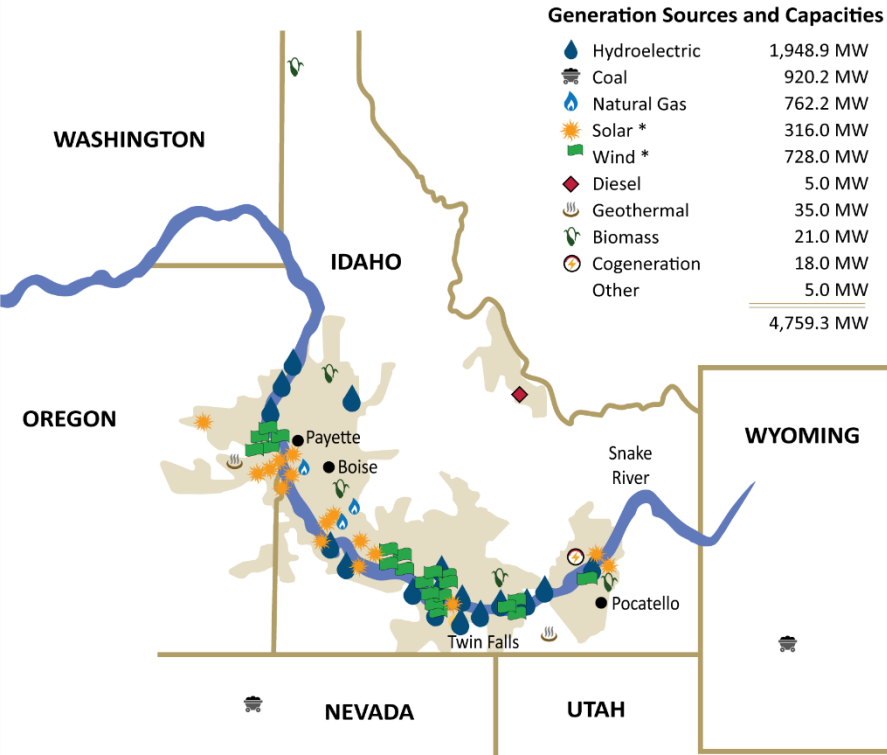 Generation Sources and Capacities
Hydroelectric 1,948.9 MW
Coal 920.2 MW
Natural Gas 762.2 MW
Solar * 316.0 MW
Wind * 728.0 MW
Diesel 5.0 MW
Geothermal 35.0 MW
Biomass 21.0 MW
Cogeneration 18.0 MW
Other 5.0 MW
4,759.3 MW
WASHINGTON
IDAHO
OREGON
WYOMING
Payette
Boise
Snake
River
Pocatello
Twin Falls
NEVADA
UTAH